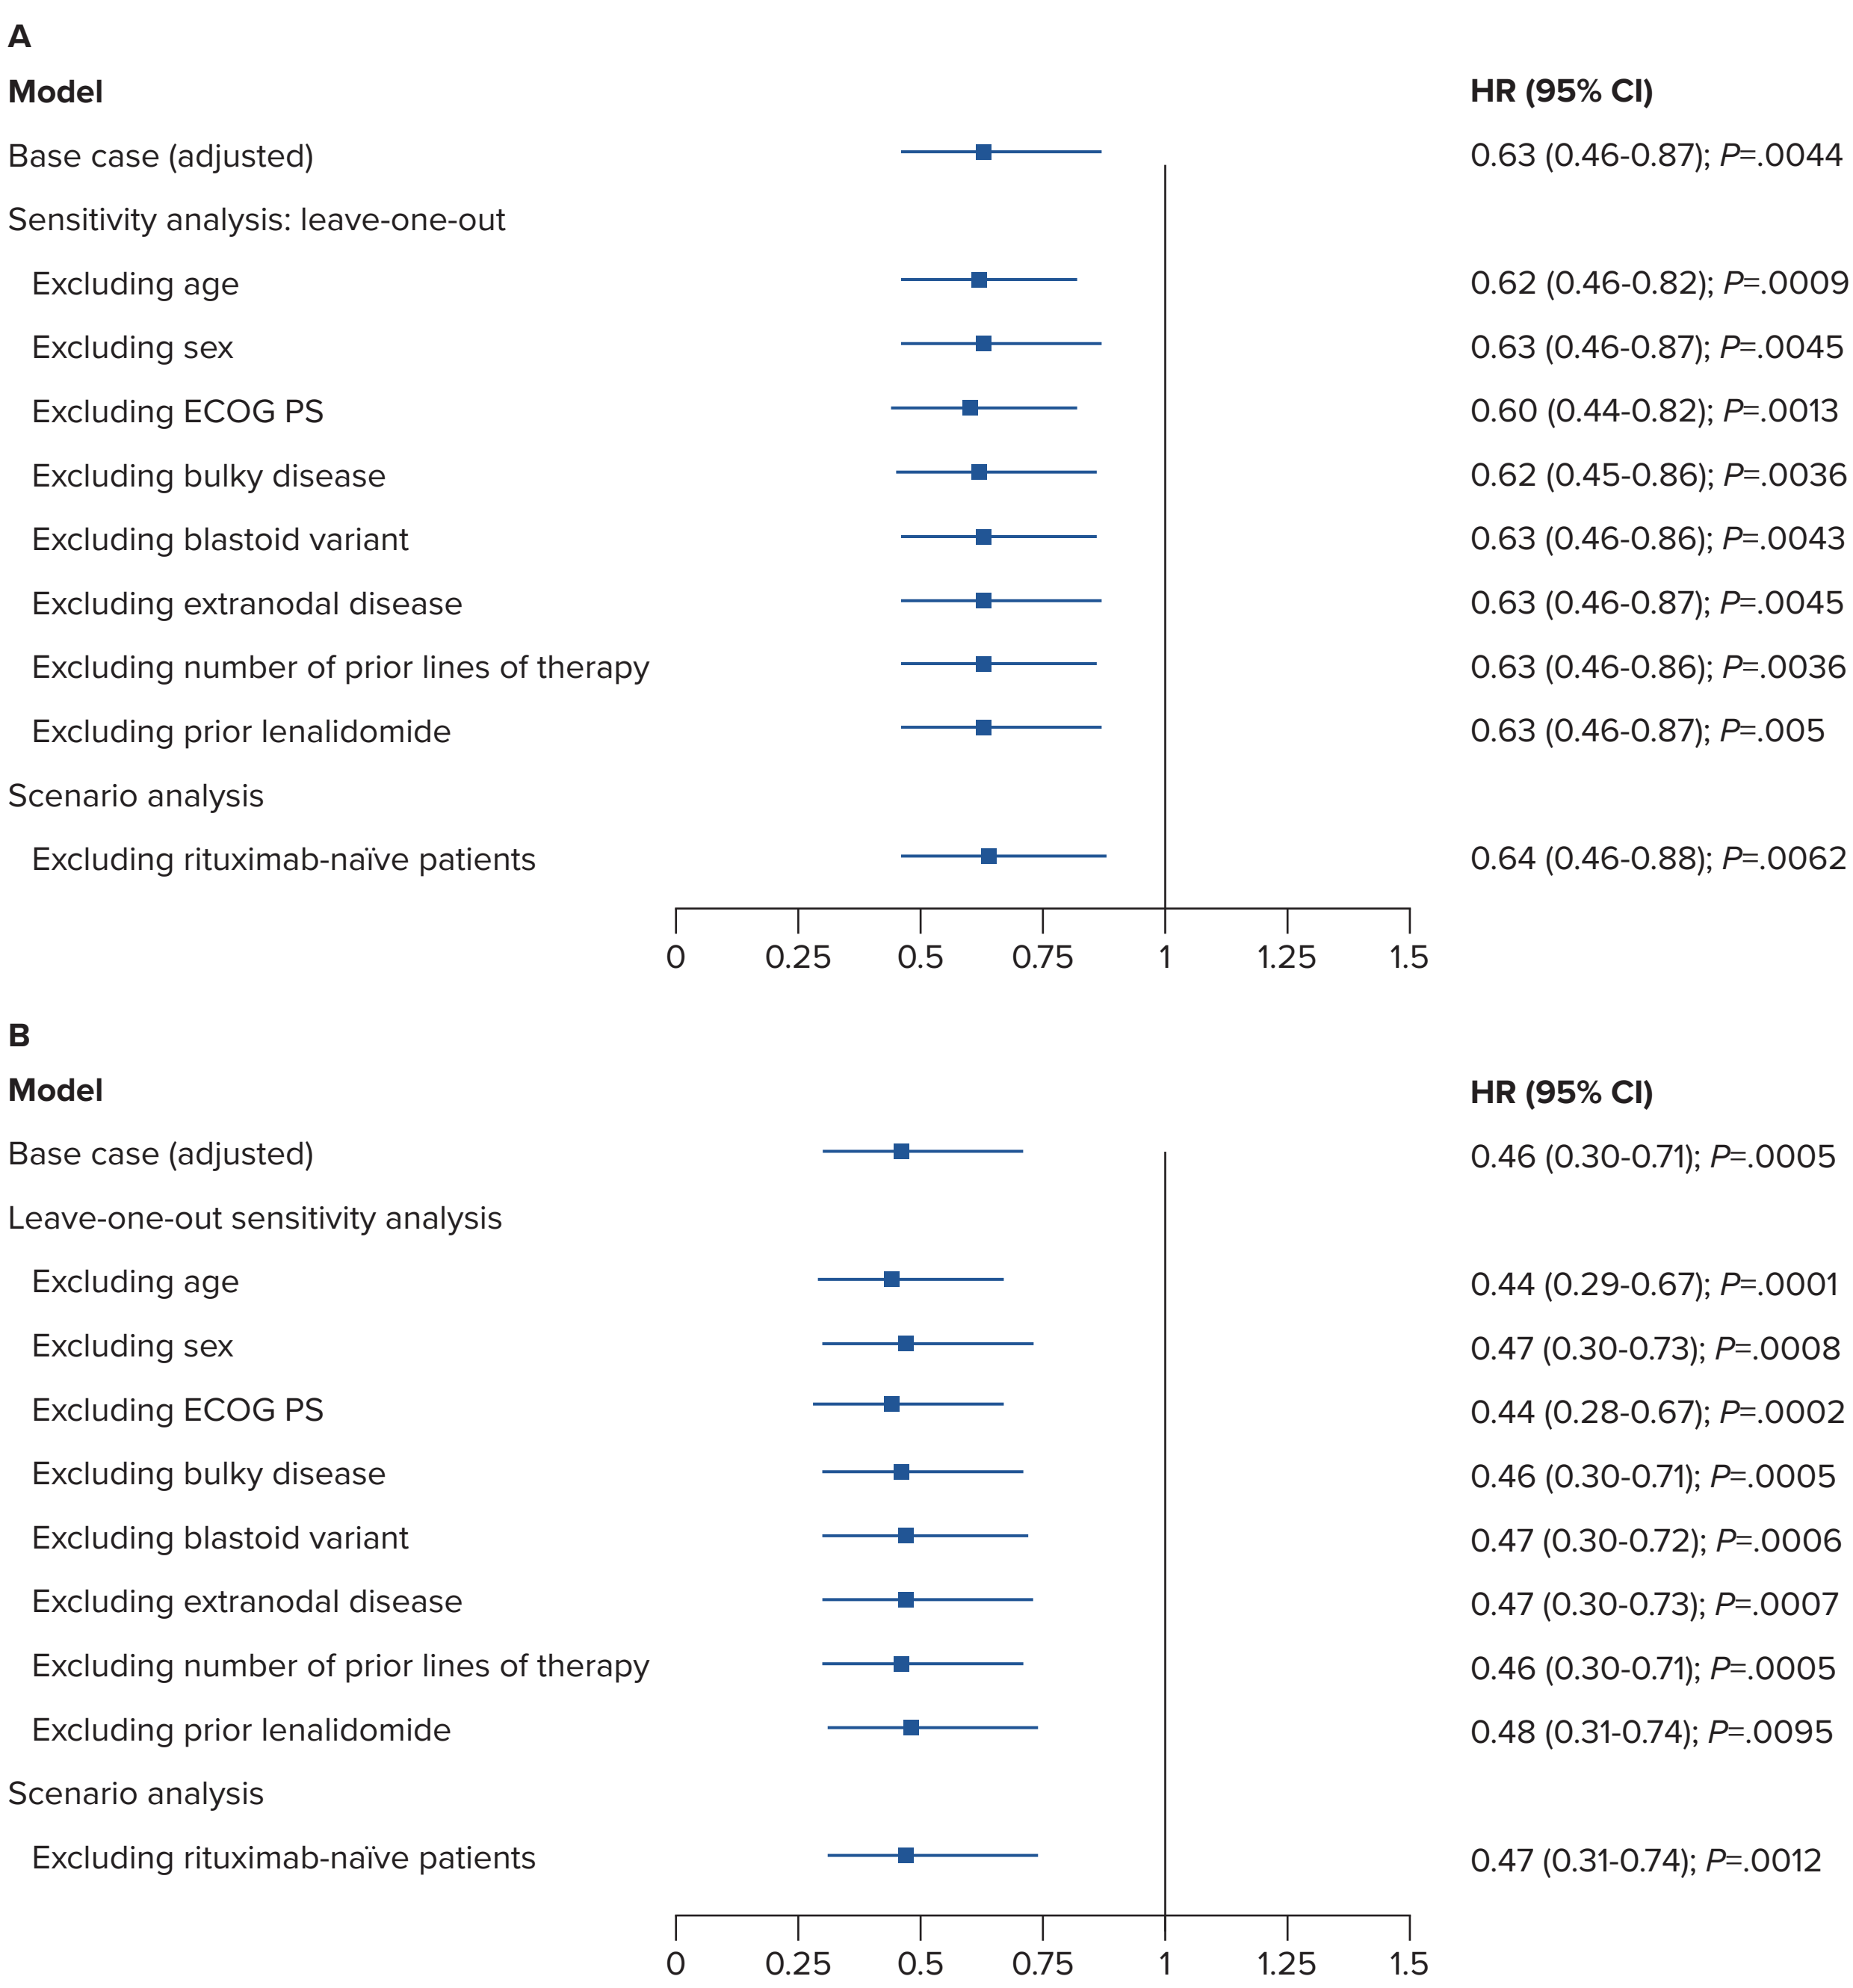 A
Model HR (95% CI)
Base case (adjusted) 0.63 (0.46-0.87); P=.0044
Sensitivity analysis: leave-one-out
Excluding age 0.62 (0.46-0.82); P=.0009
Excluding sex 0.63 (0.46-0.87); P=.0045
Excluding ECOG PS 0.60 (0.44-0.82); P=.0013
Excluding bulky disease 0.62 (0.45-0.86); P=.0036
Excluding blastoid variant 0.63 (0.46-0.86); P=.0043
Excluding extranodal disease 0.63 (0.46-0.87); P=.0045
Excluding number of prior lines of therapy 0.63 (0.46-0.86); P=.0036
Excluding prior lenalidomide 0.63 (0.46-0.87); P=.005
Scenario analysis
Excluding rituximab-naïve patients 0.64 (0.46-0.88); P=.0062
0 0.25 0.5 0.75 1 1.25 1.5
B
Model HR (95% CI)
Base case (adjusted) 0.46 (0.30-0.71); P=.0005
Leave-one-out sensitivity analysis
Excluding age 0.44 (0.29-0.67); P=.0001
Excluding sex 0.47 (0.30-0.73); P=.0008
Excluding ECOG PS 0.44 (0.28-0.67); P=.0002
Excluding bulky disease 0.46 (0.30-0.71); P=.0005
Excluding blastoid variant 0.47 (0.30-0.72); P=.0006
Excluding extranodal disease 0.47 (0.30-0.73); P=.0007
Excluding number of prior lines of therapy 0.46 (0.30-0.71); P=.0005
Excluding prior lenalidomide 0.48 (0.31-0.74); P=.0095
Scenario analysis
Excluding rituximab-naïve patients 0.47 (0.31-0.74); P=.0012
0 0.25 0.5 0.75 1 1.25 1.5